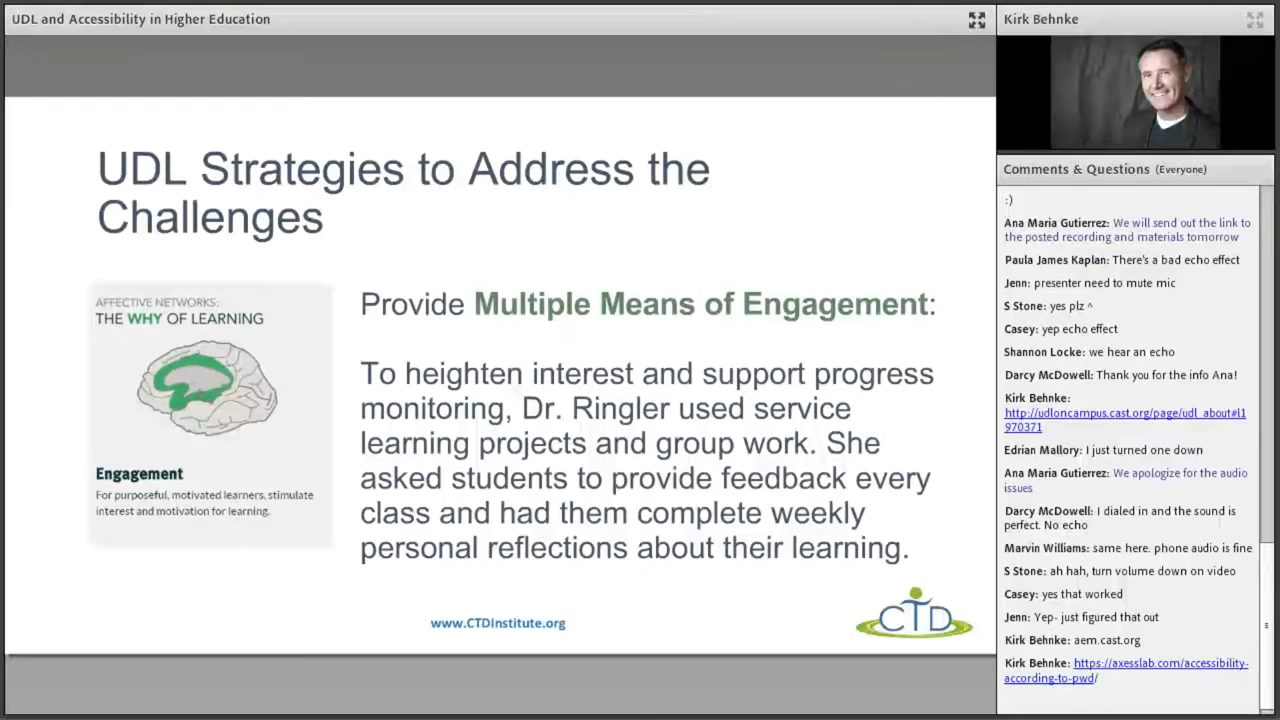 UDL and Accessibility in Higher Education
UDL Strategies to Address the
Challenges
AFFECTIVE NETWORKS:
THE WHY OF LEARNING
Engagement
For purposeful, motivated learners, stimulate
interest and motivation for learning.
Provide Multiple Means of Engagement:
To heighten interest and support progress
monitoring, Dr. Ringler used service
learning projects and group work. She
asked students to provide feedback every
class and had them complete weekly
personal reflections about their learning.
www.CTDInstitute.org
CTD
Kirk Behnke
Comments & Questions (Everyone)
:)
Ana Maria Gutierrez: We will send out the link to
the posted recording and materials tomorrow
Paula James Kaplan: There's a bad echo effect
Jenn: presenter need to mute mic
S Stone: yes plz ^
Casey: yep echo effect
Shannon Locke: we hear an echo
Darcy McDowell: Thank you for the info Ana!
Kirk Behnke:
http://udloncampus.cast.org/page/udl_about#l1
970371
Edrian Mallory: I just turned one down
Ana Maria Gutierrez: We apologize for the audio
issues
Darcy McDowell: I dialed in and the sound is
perfect. No echo
Marvin Williams: same here. phone audio is fine
S Stone: ah hah, turn volume down on video
Casey: yes that worked
Jenn: Yep- just figured that out
Kirk Behnke: aem.cast.org
Kirk Behnke: https://axesslab.com/accessibility-
according-to-pwd/